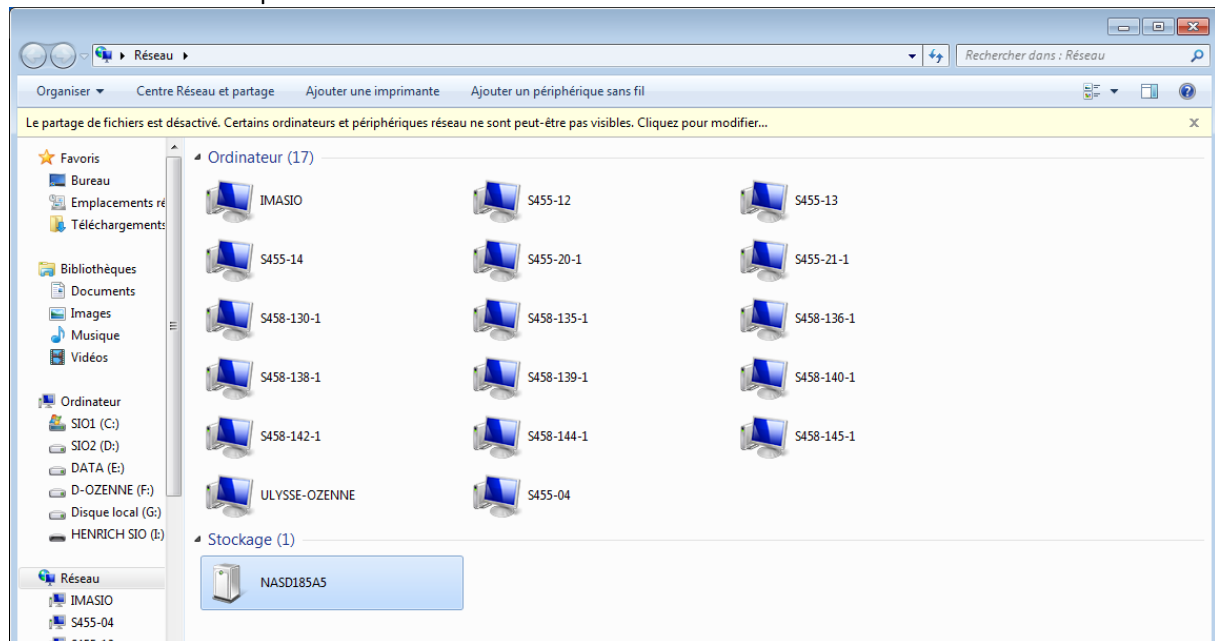 Réseau
Rechercher dans : Réseau
Organiser Centre Réseau et partage Ajouter une imprimante Ajouter un périphérique sans fil
Le partage de fichiers est désactivé. Certains ordinateurs et périphériques réseau ne sont peut-être pas visibles. Cliquez pour modifier...
Favoris
Bureau
Emplacements ré
Téléchargements
Bibliothèques
Documents
Images
Musique
Vidéos
Ordinateur
SIO1 (C:)
SIO2 (D:)
DATA (E:)
D-OZENNE (F:)
Disque local (G:)
HENRICH SIO (I:)
Réseau
IMASIO
S455-04
Ordinateur (17)
IMASIO S455-12 S455-13
S455-14 S455-20-1 S455-21-1
S458-130-1 S458-135-1 S458-136-1
S458-138-1 S458-139-1 S458-140-1
S458-142-1 S458-144-1 S458-145-1
ULYSSE-OZENNE S455-04
Stockage (1)
NASD185A5